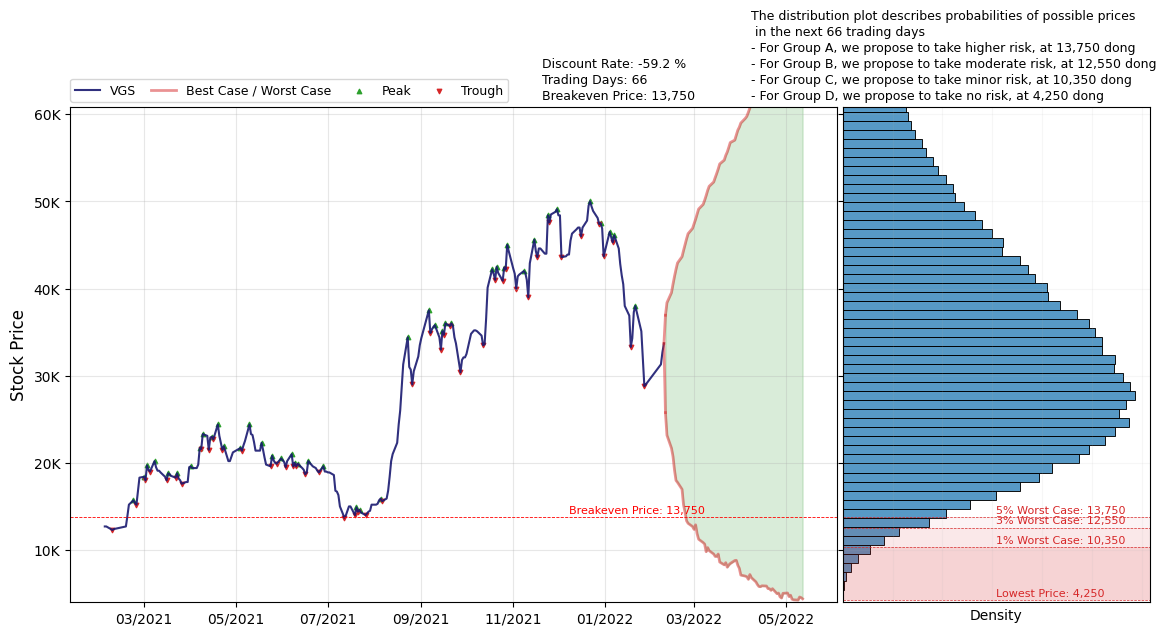 The distribution plot describes probabilities of possible prices
in the next 66 trading days
- For Group A, we propose to take higher risk, at 13,750 dong
- For Group B, we propose to take moderate risk, at 12,550 dong
- For Group C, we propose to take minor risk, at 10,350 dong
- For Group D, we propose to take no risk, at 4,250 dong
Discount Rate: -59.2 %
Trading Days: 66
Breakeven Price: 13,750
VGS
Best Case / Worst Case
Peak
Trough
Stock Price
60K
50K
40K
30K
20K
10K
Breakeven Price: 13,750
03/2021
05/2021
07/2021
09/2021
11/2021
01/2022
03/2022
05/2022
5% Worst Case: 13,750
3% Worst Case: 12,550
1% Worst Case: 10,350
Lowest Price: 4,250
Density